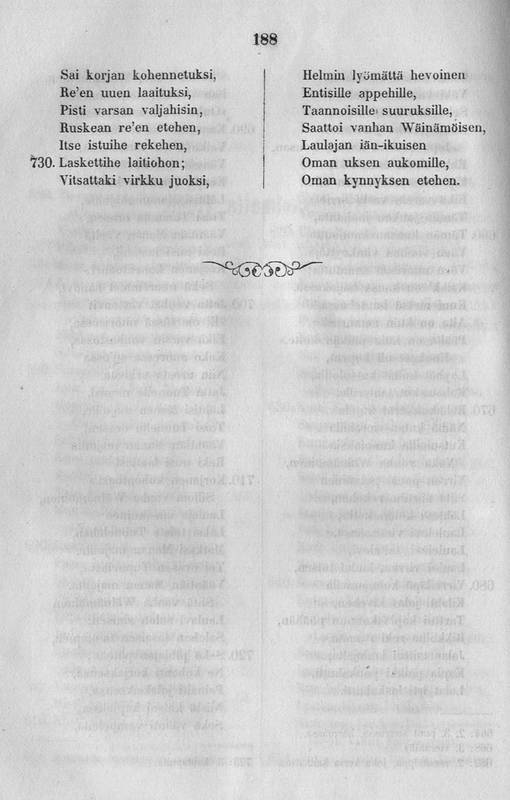 188
Sai korjan kohennetuksi,
Re'en uuen laaituksi,
Pisti varsan valjahisin,
Ruskean re'en etehen,
Itse istuihe rekehen,
730. Laskettihe laitiohon;
Vitsattaki virkku juoksi,
Helmin lyömättä hevoinen
Entisille appehille,
Taannoisille suuruksille,
Saattoi vanhan Wäinämöisen,
Laulajan iän-ikuisen
Oman uksen aukomille,
Oman kynnyksen etehen.